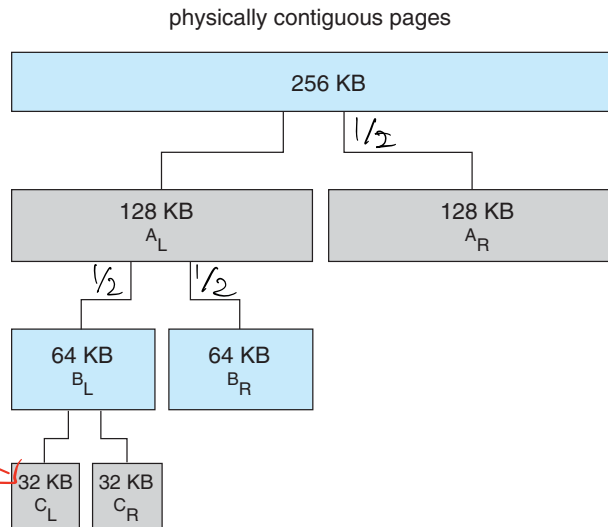 physically contiguous pages
256 KB
1/2
128 KB
A_L
128 KB
A_R
1/2
1/2
64 KB
B_L
64 KB
B_R
32 KB
C_L
32 KB
C_R